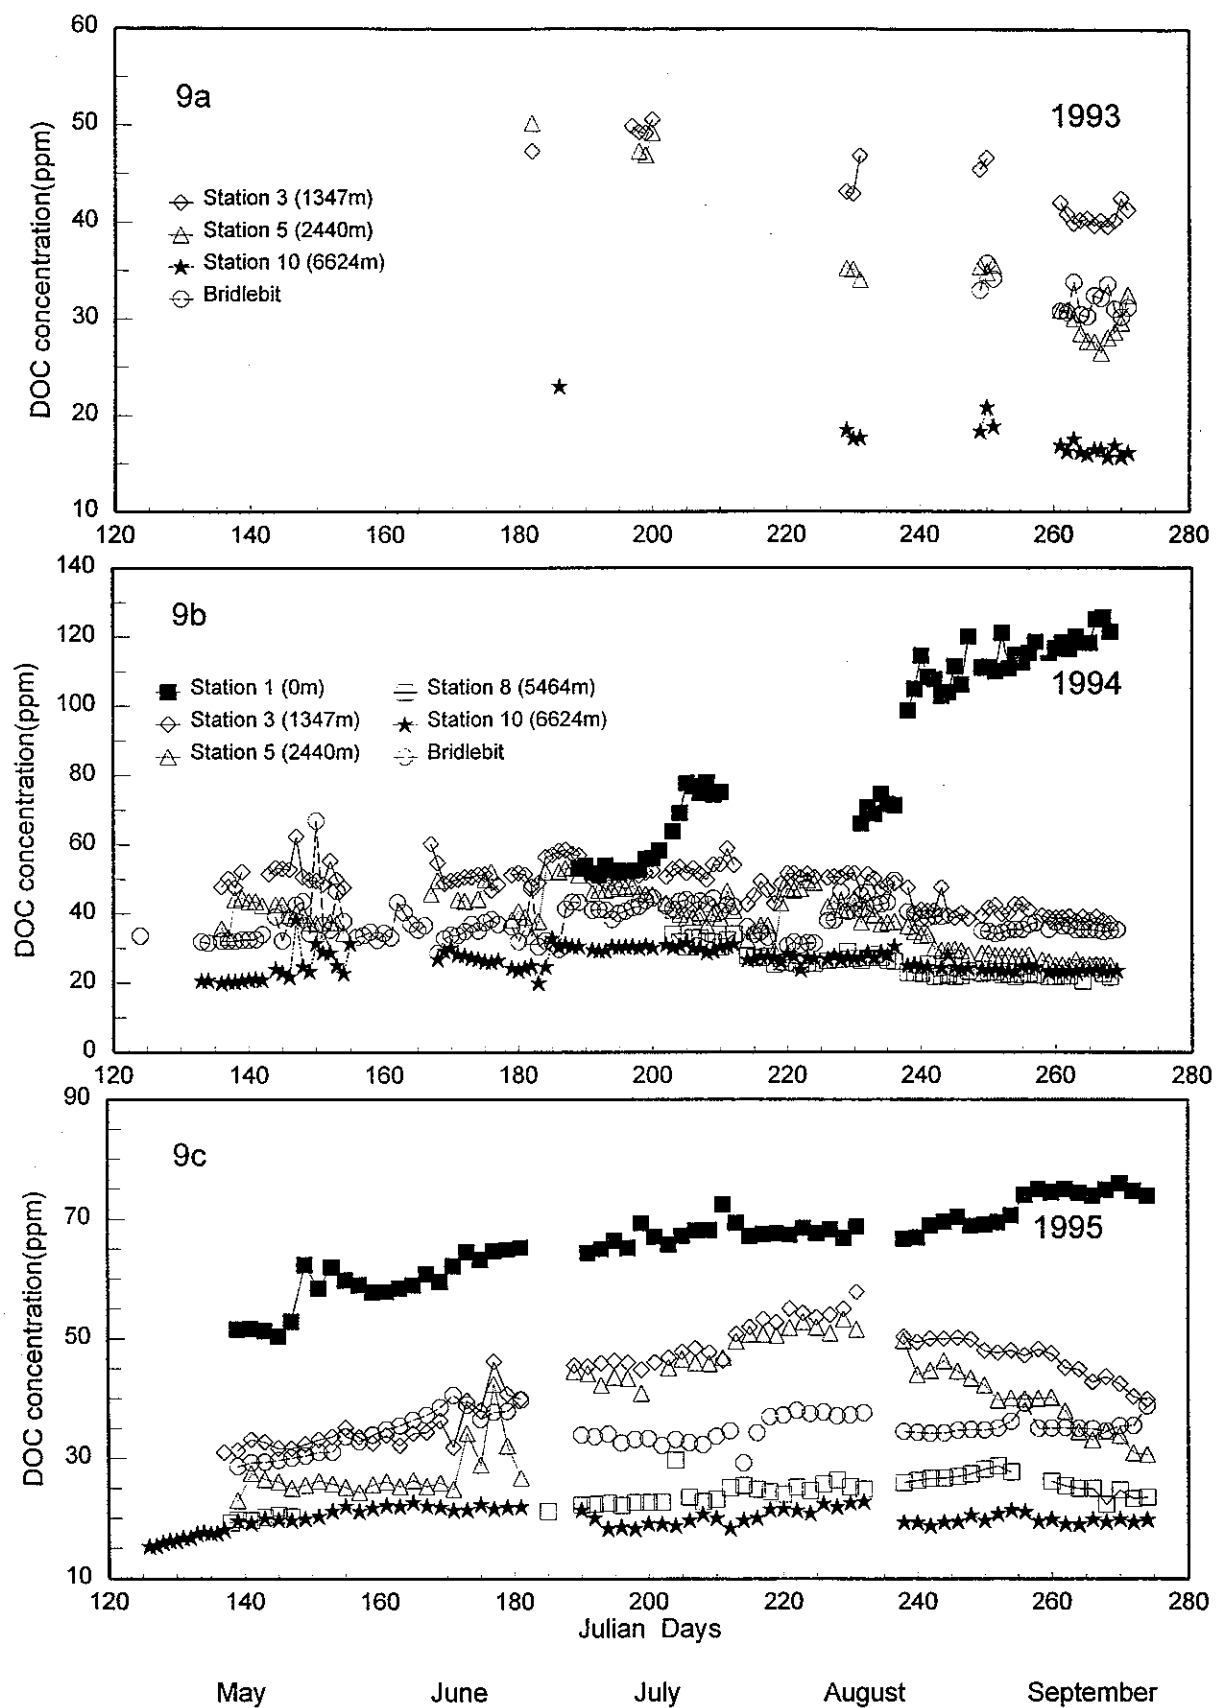 60
9a
1993
50
DOC concentration(ppm)
Station 3 (1347m)
40
Station 5 (2440m)
Station 10 (6624m)
30
Bridlebit
20
10
120 140 160 180 200 220 240 260 280
140
9b
120
DOC concentration(ppm)
Station 1 (0m) Station 8 (5464m) 1994
100
Station 3 (1347m) Station 10 (6624m)
Station 5 (2440m) Bridlebit
80
60
40
20
0
120 140 160 180 200 220 240 260 280
90
9c
DOC concentration(ppm)
70
1995
50
30
10
120 140 160 180 200 220 240 260 280
Julian Days
May June July August September